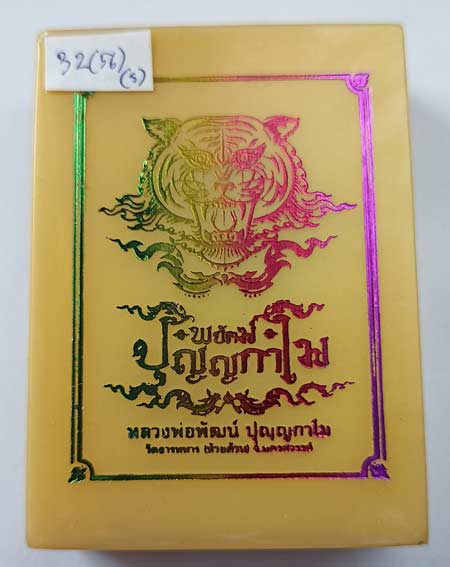 32(ศ)
(ร)
พยัคฆ์
ปุญญกาโม
หลวงพ่อพัฒน์ ปุญญกาโม
วัดธารทหาร (ห้วยด้วน) จ.นครสวรรค์